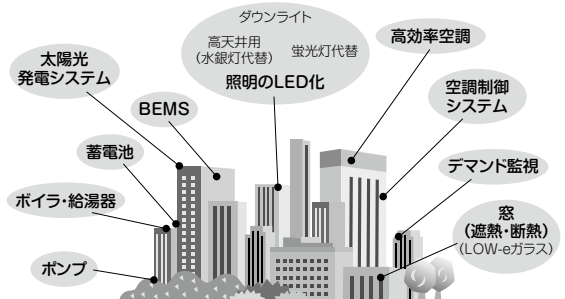 ダウンライト
高天井用
(水銀灯代替)
蛍光灯代替
照明のLED化
高効率空調
太陽光
発電システム
BEMS
空調制御
システム
蓄電池
デマンド監視
ボイラ・給湯器
窓
(遮熱・断熱)
(LOW-eガラス)
ポンプ